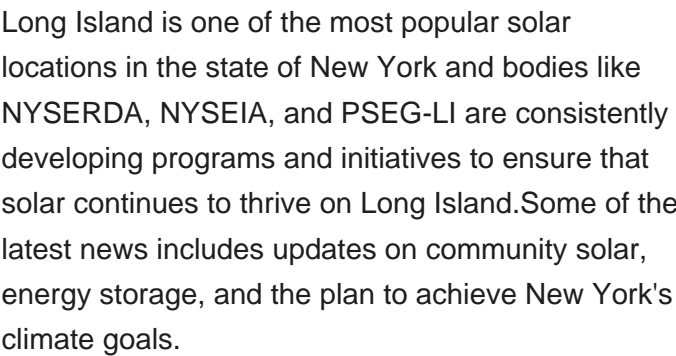 Long Island is one of the most popular solar
locations in the state of New York and bodies like
NYSERDA, NYSEIA, and PSEG-LI are consistently
developing programs and initiatives to ensure that
solar continues to thrive on Long Island.Some of the
latest news includes updates on community solar,
energy storage, and the plan to achieve New York's
climate goals.